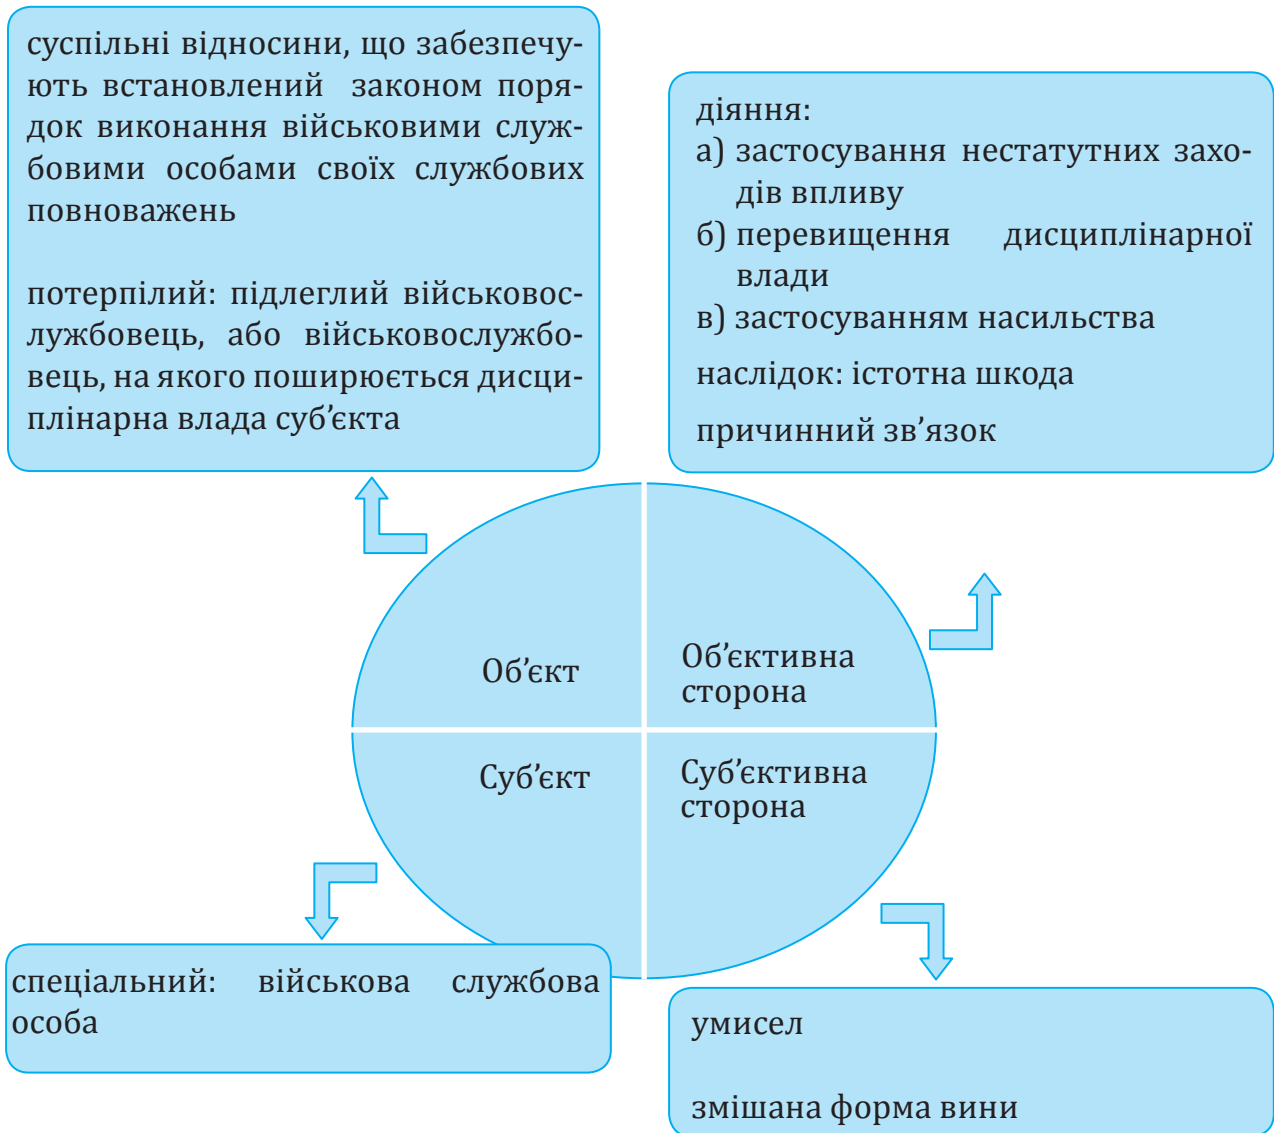 суспільні відносини, що забезпечу-
ють встановлений законом поря-
док виконання військовими служ-
бовими особами своїх службових
повноважень
потерпілий: підлеглий військовос-
лужбовець, або військовослужбо-
вець, на якого поширюється дисци-
плінарна влада суб’єкта
діяння:
а) застосування нестатутних захо-
дів впливу
б) перевищення дисциплінарної
влади
в) застосуванням насильства
наслідок: істотна шкода
причинний зв’язок
Об’єкт
Об’єктивна
сторона
Суб’єкт
Суб’єктивна
сторона
спеціальний: військова службова
особа
умисел
змішана форма вини